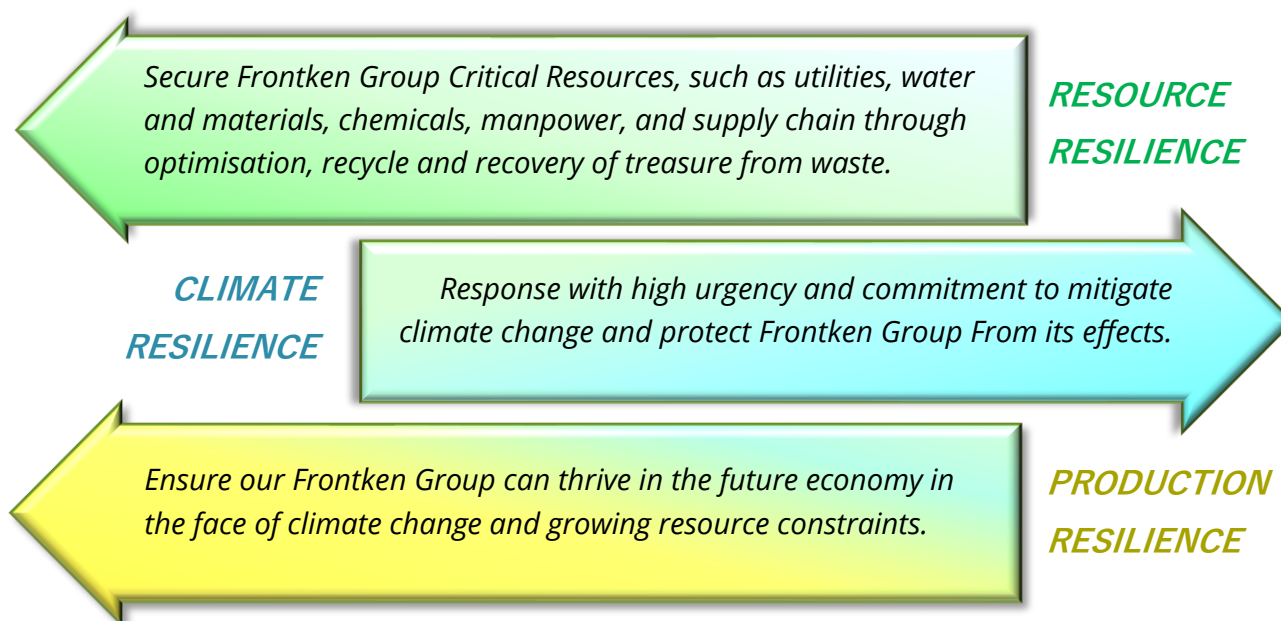 Secure Frontken Group Critical Resources, such as utilities, water
and materials, chemicals, manpower, and supply chain through
optimisation, recycle and recovery of treasure from waste.
RESOURCE
RESILIENCE
CLIMATE
RESILIENCE
Response with high urgency and commitment to mitigate
climate change and protect Frontken Group From its effects.
Ensure our Frontken Group can thrive in the future economy in
the face of climate change and growing resource constraints.
PRODUCTION
RESILIENCE